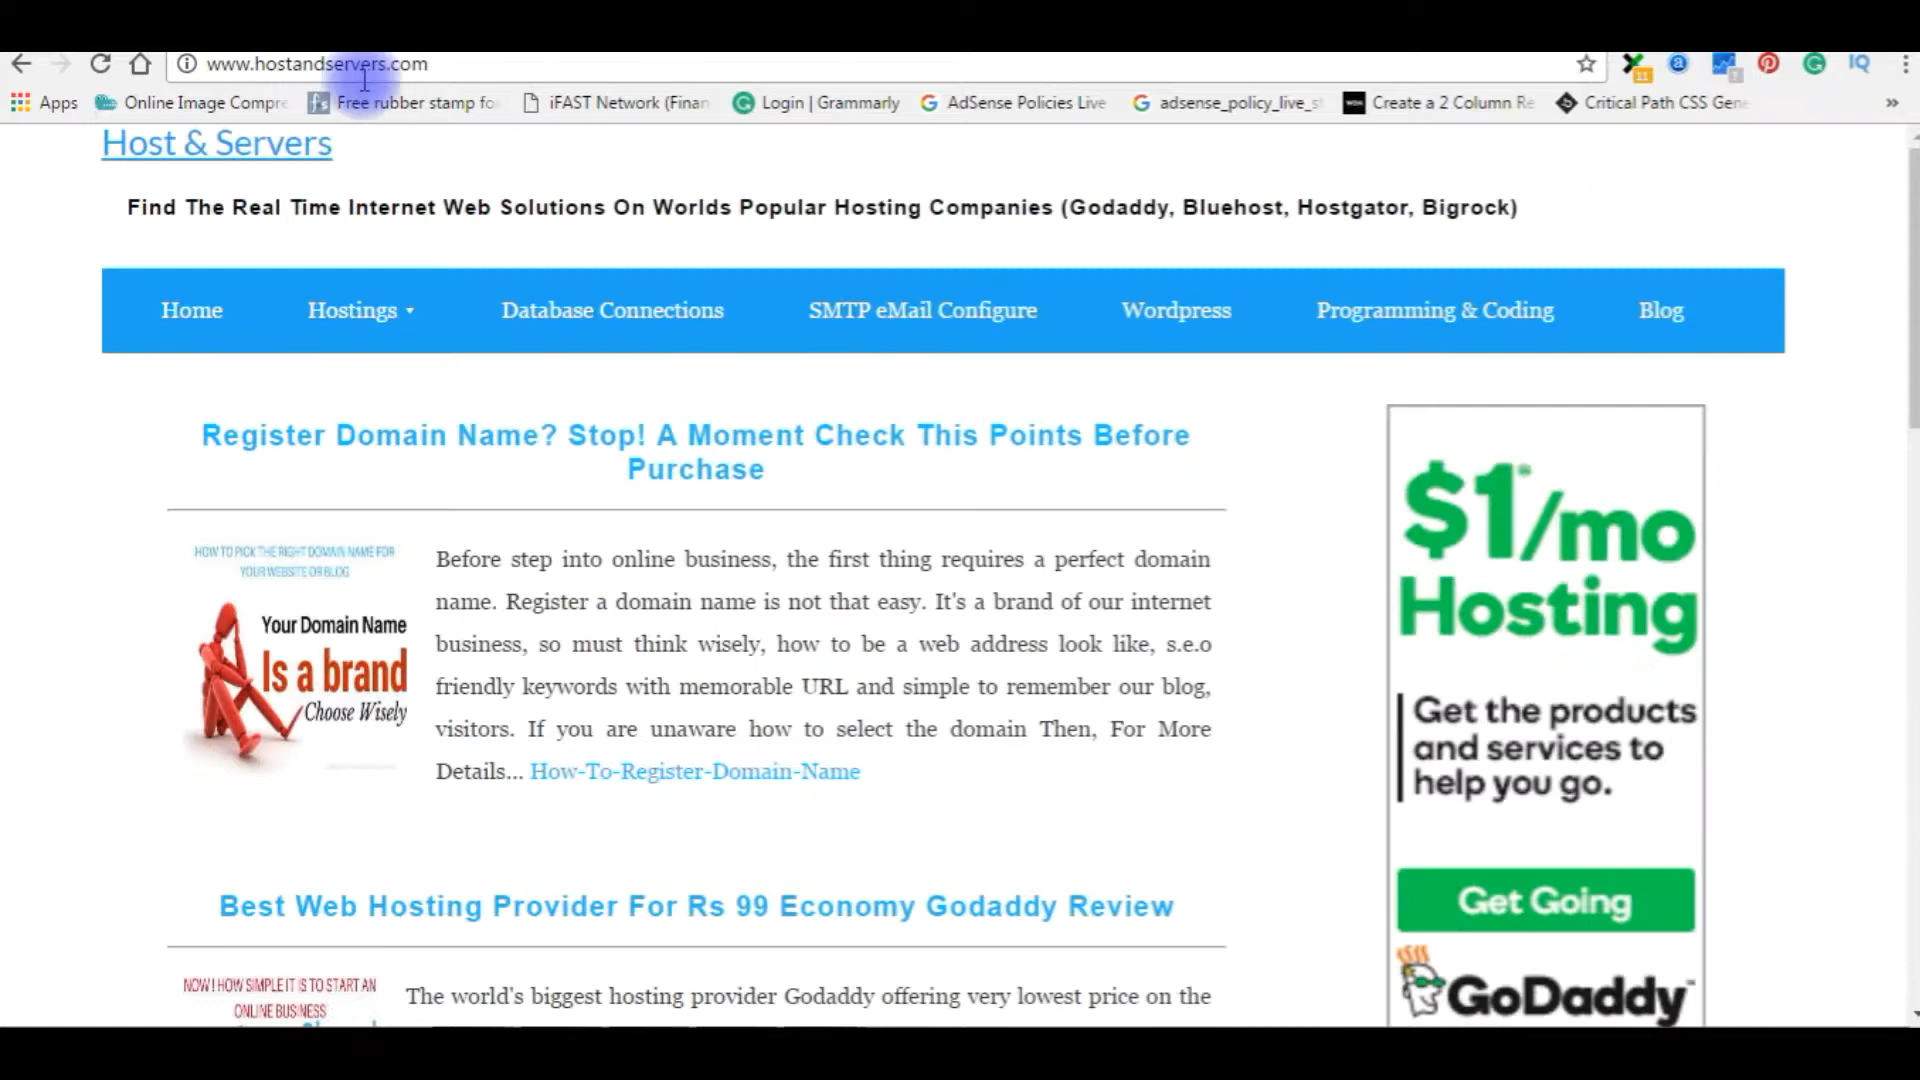 www.hostandservers.com
11
Apps
Online Image Compre
Free rubber stamp fo
iFAST Network (Finan
Login | Grammarly
AdSense Policies Live
adsense_policy_live_s
Create a 2 Column Re
Critical Path CSS Gene
»
Host & Servers
Find The Real Time Internet Web Solutions On Worlds Popular Hosting Companies (Godaddy, Bluehost, Hostgator, Bigrock)
Home
Hostings
Database Connections
SMTP eMail Configure
Wordpress
Programming & Coding
Blog
Register Domain Name? Stop! A Moment Check This Points Before
Purchase
HOW TO PICK THE RIGHT DOMAIN NAME FOR
YOUR WEBSITE OR BLOG
Your Domain Name
Is a brand
Choose Wisely
Before step into online business, the first thing requires a perfect domain
name. Register a domain name is not that easy. It's a brand of our internet
business, so must think wisely, how to be a web address look like, s.e.o
friendly keywords with memorable URL and simple to remember our blog,
visitors. If you are unaware how to select the domain Then, For More
Details... How-To-Register-Domain-Name
Best Web Hosting Provider For Rs 99 Economy Godaddy Review
NOW! HOW SIMPLE IT IS TO START AN
ONLINE BUSINESS
The world's biggest hosting provider Godaddy offering very lowest price on the
$1*/mo
Hosting
Get the products
and services to
help you go.
Get Going
GoDaddy™